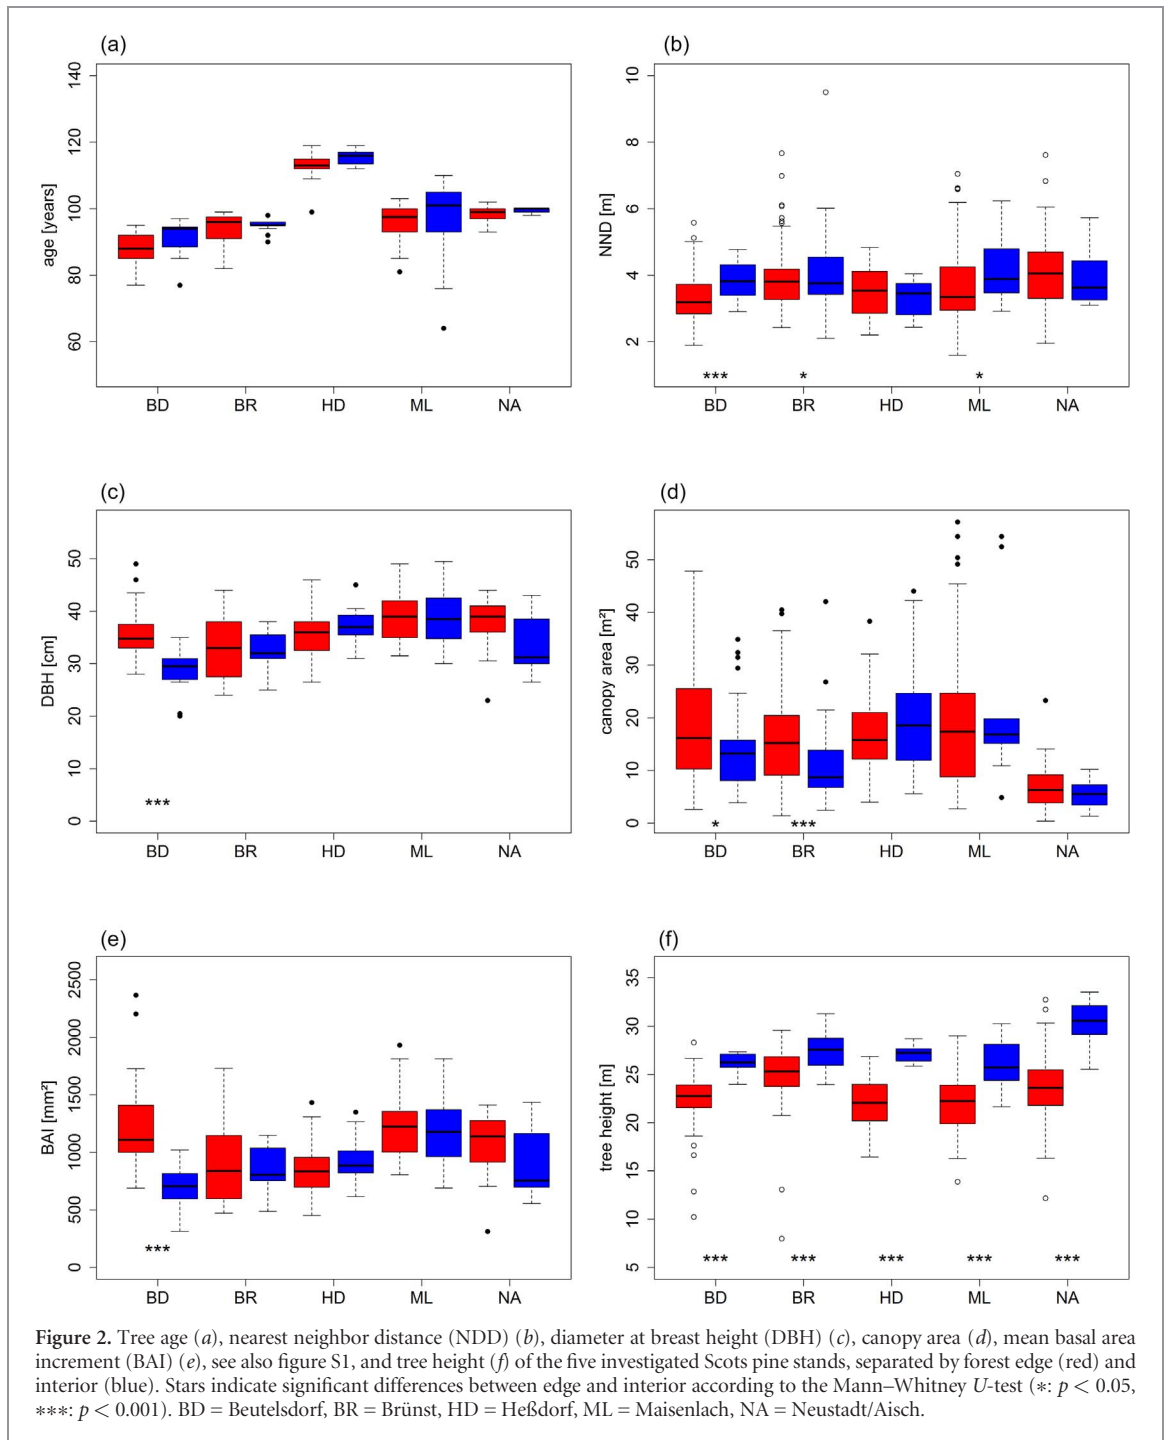 (a)
140
120
100
80
60
age [years]
BD BR HD ML NA
(b)
10
8
6
4
2
NND [m]
*** * *
BD BR HD ML NA
(c)
50
40
30
20
10
0
DBH [cm]
***
BD BR HD ML NA
(d)
50
40
30
20
10
0
canopy area [m²]
* ***
BD BR HD ML NA
(e)
2500
2000
1500
1000
500
0
BAI [mm²]
***
BD BR HD ML NA
(f)
35
30
25
20
15
10
5
tree height [m]
*** *** *** *** ***
BD BR HD ML NA
Figure 2. Tree age (a), nearest neighbor distance (NDD) (b), diameter at breast height (DBH) (c), canopy area (d), mean basal area
increment (BAI) (e), see also figure S1, and tree height (f) of the five investigated Scots pine stands, separated by forest edge (red) and
interior (blue). Stars indicate significant differences between edge and interior according to the Mann–Whitney U-test (∗: p < 0.05,
∗∗∗: p < 0.001). BD = Beutelsdorf, BR = Brünst, HD = Heßdorf, ML = Maisenlach, NA = Neustadt/Aisch.